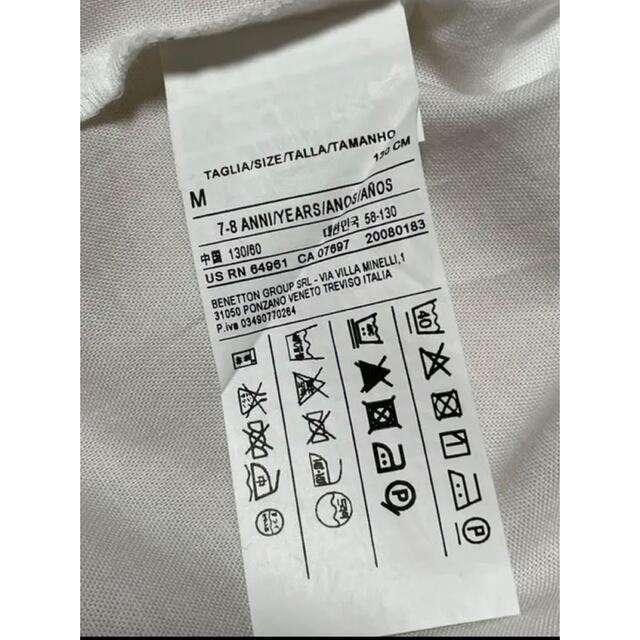 TAGLIA/SIZE/TALLA/TAMANHO
M 130 CM
7-8 ANNI/YEARS/ANOS/AÑOS
中国 130/60 대한민국 58-130
US RN 64961 CA 07697 20080183
BENETTON GROUP SRL - VIA VILLA MINELLI,1
31050 PONZANO VENETO TREVISO ITALIA
P.iva 03490770264
40
P
P
中